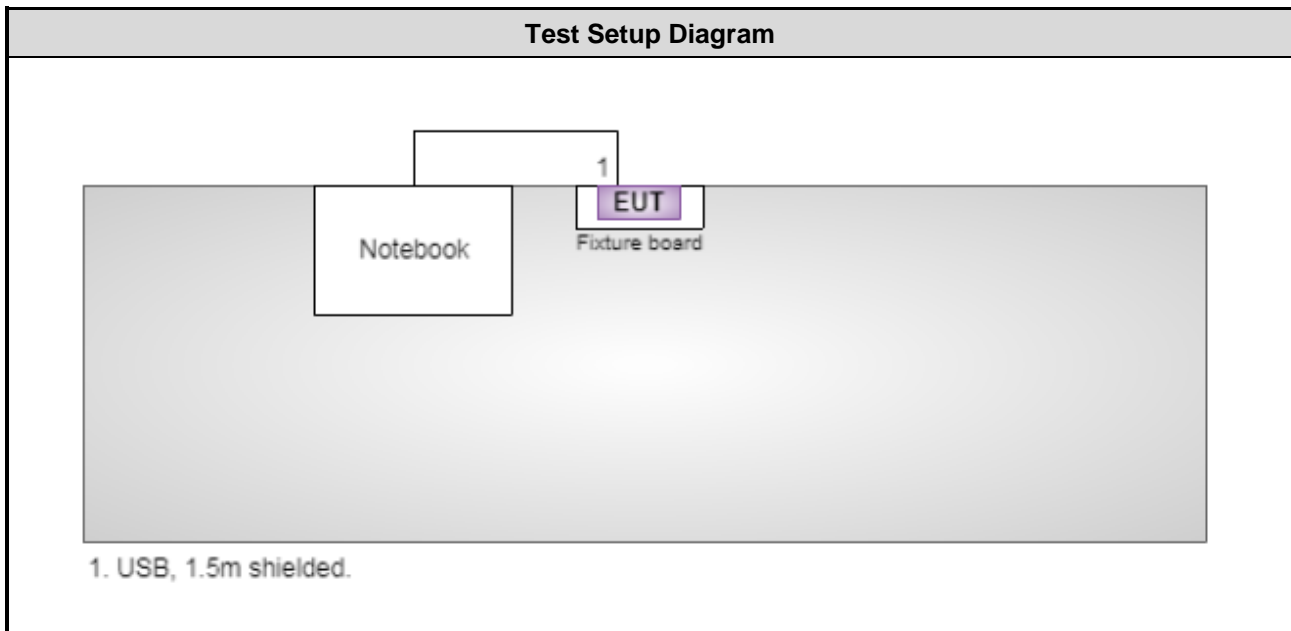 Test Setup Diagram
1
EUT
Notebook
Fixture board
1. USB, 1.5m shielded.